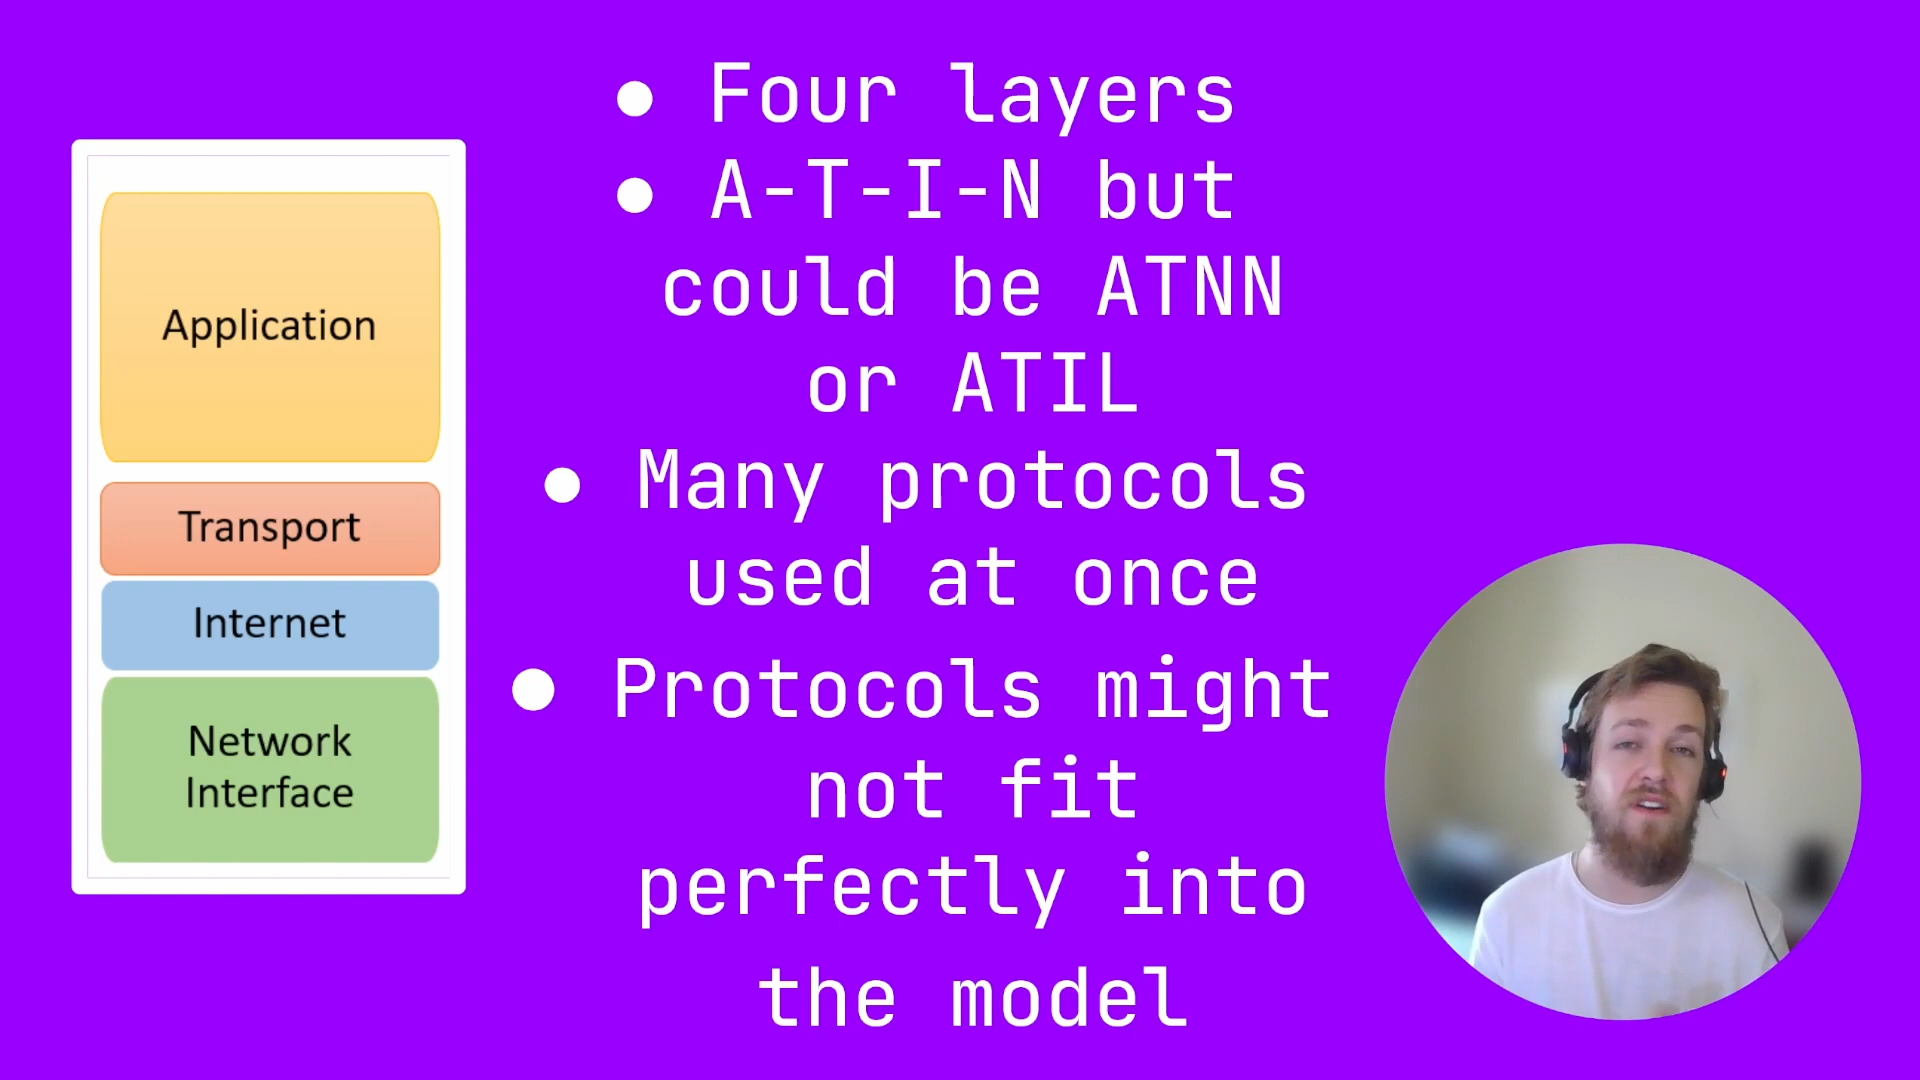 Application
Transport
Internet
Network
Interface
● Four layers
● A-T-I-N but
could be ATNN
or ATIL
● Many protocols
used at once
● Protocols might
not fit
perfectly into
the model